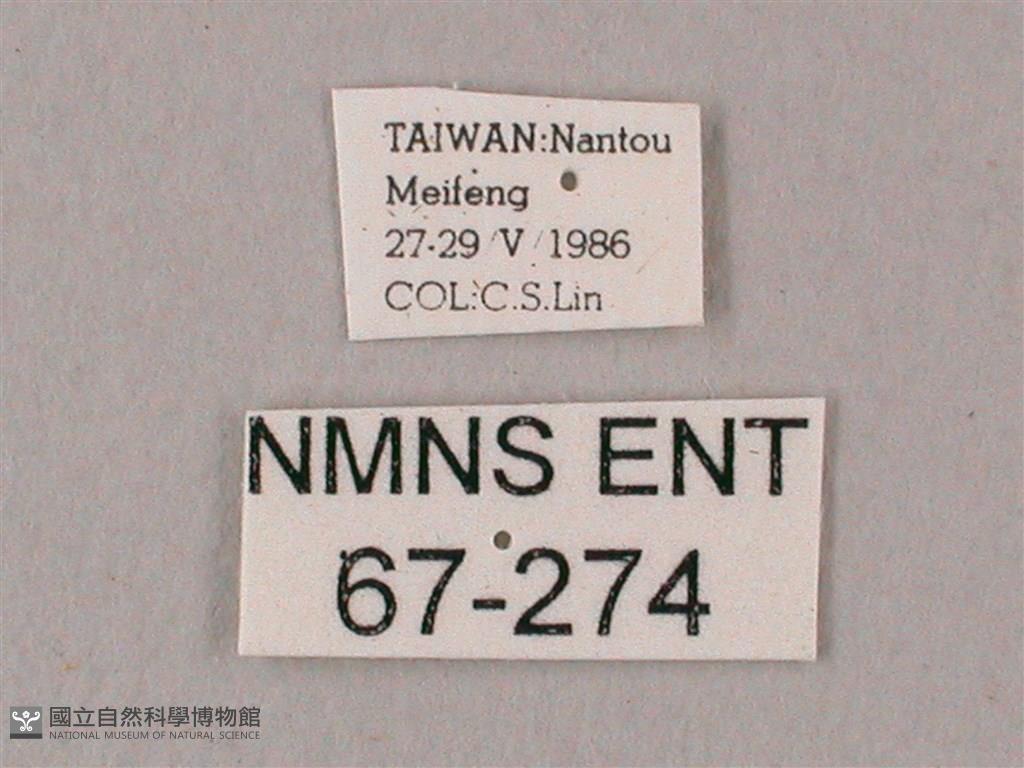 TAIWAN:Nantou
Meifeng
27-29 V 1986
COL:C.S.Lin
NMNS ENT
67-274
國立自然科學博物館
NATIONAL MUSEUM OF NATURAL SCIENCE